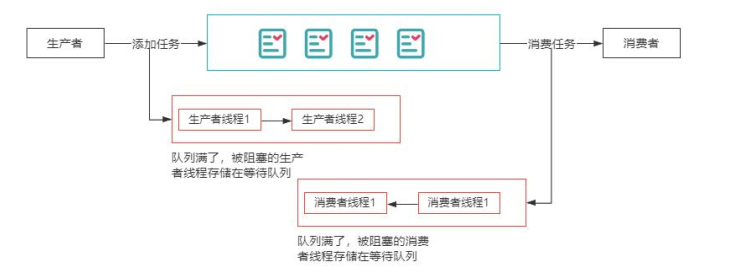 生产者
添加任务
消费任务
消费者
生产者线程1
生产者线程2
队列满了，被阻塞的生产
者线程存储在等待队列
消费者线程1
消费者线程1
队列满了，被阻塞的消费
者线程存储在等待队列